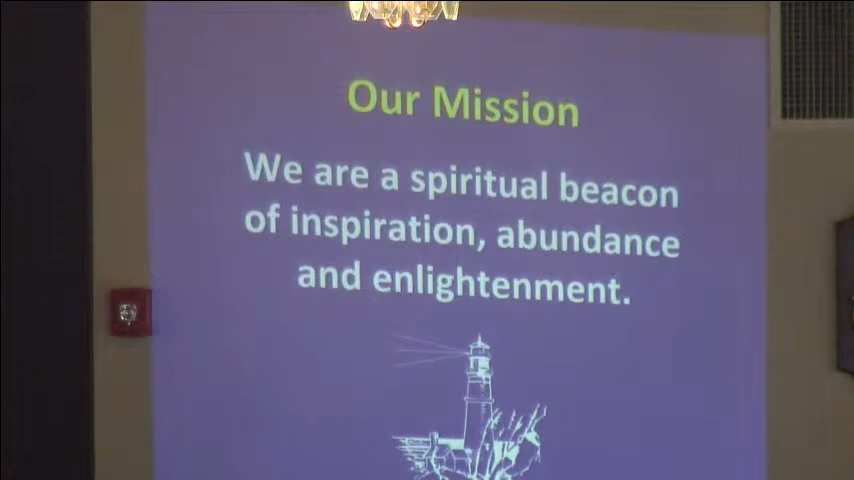 Our Mission
We are a spiritual beacon
of inspiration, abundance
and enlightenment.